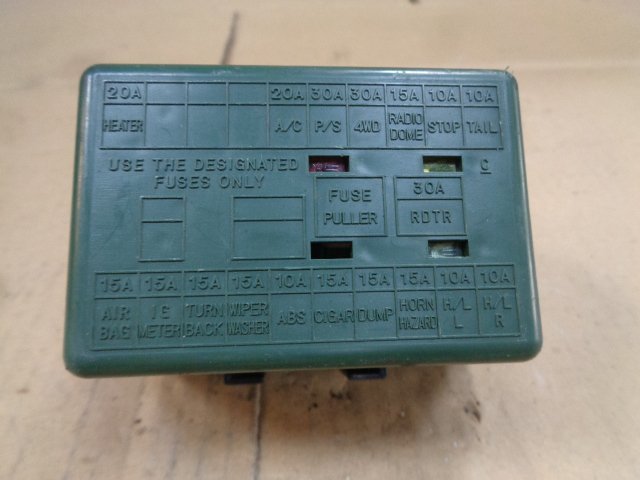 20A 20A 30A 30A 15A 10A 10A
HEATER A/C P/S 4WD RADIO DOME STOP TAIL
USE THE DESIGNATED
FUSES ONLY
C
FUSE
PULLER
30A
RDTR
15A 15A 15A 15A 10A 15A 15A 15A 10A 10A
AIR BAG IG METER TURN BACK WIPER WASHER ABS CIGAR DUMP HORN HAZARD H/L L H/L R